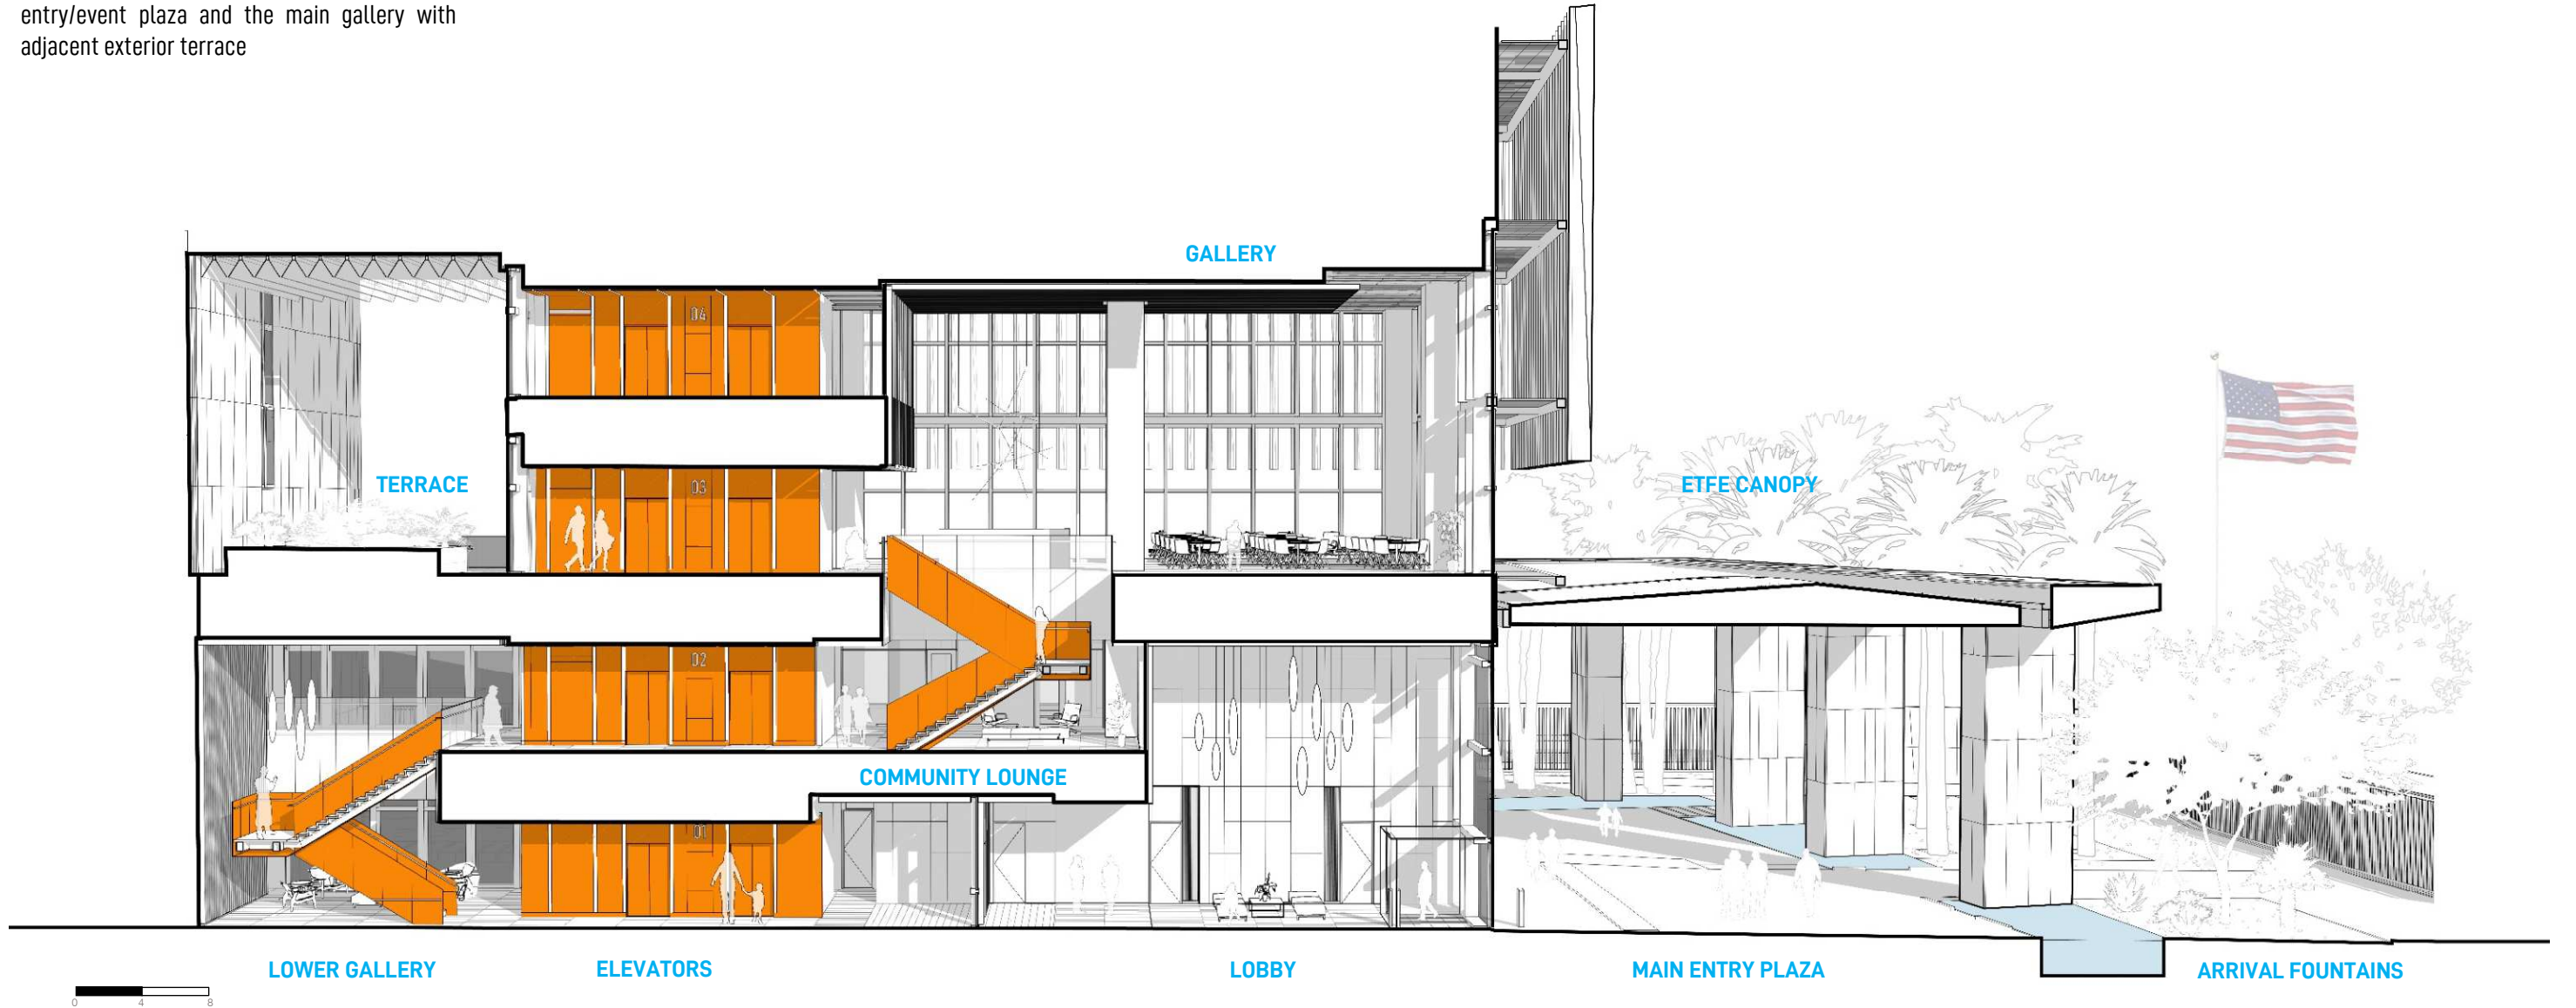 entry/event plaza and the main gallery with
adjacent exterior terrace
GALLERY
04
TERRACE
03
ETFE CANOPY
02
COMMUNITY LOUNGE
01
LOWER GALLERY
ELEVATORS
LOBBY
MAIN ENTRY PLAZA
ARRIVAL FOUNTAINS
0 4 8